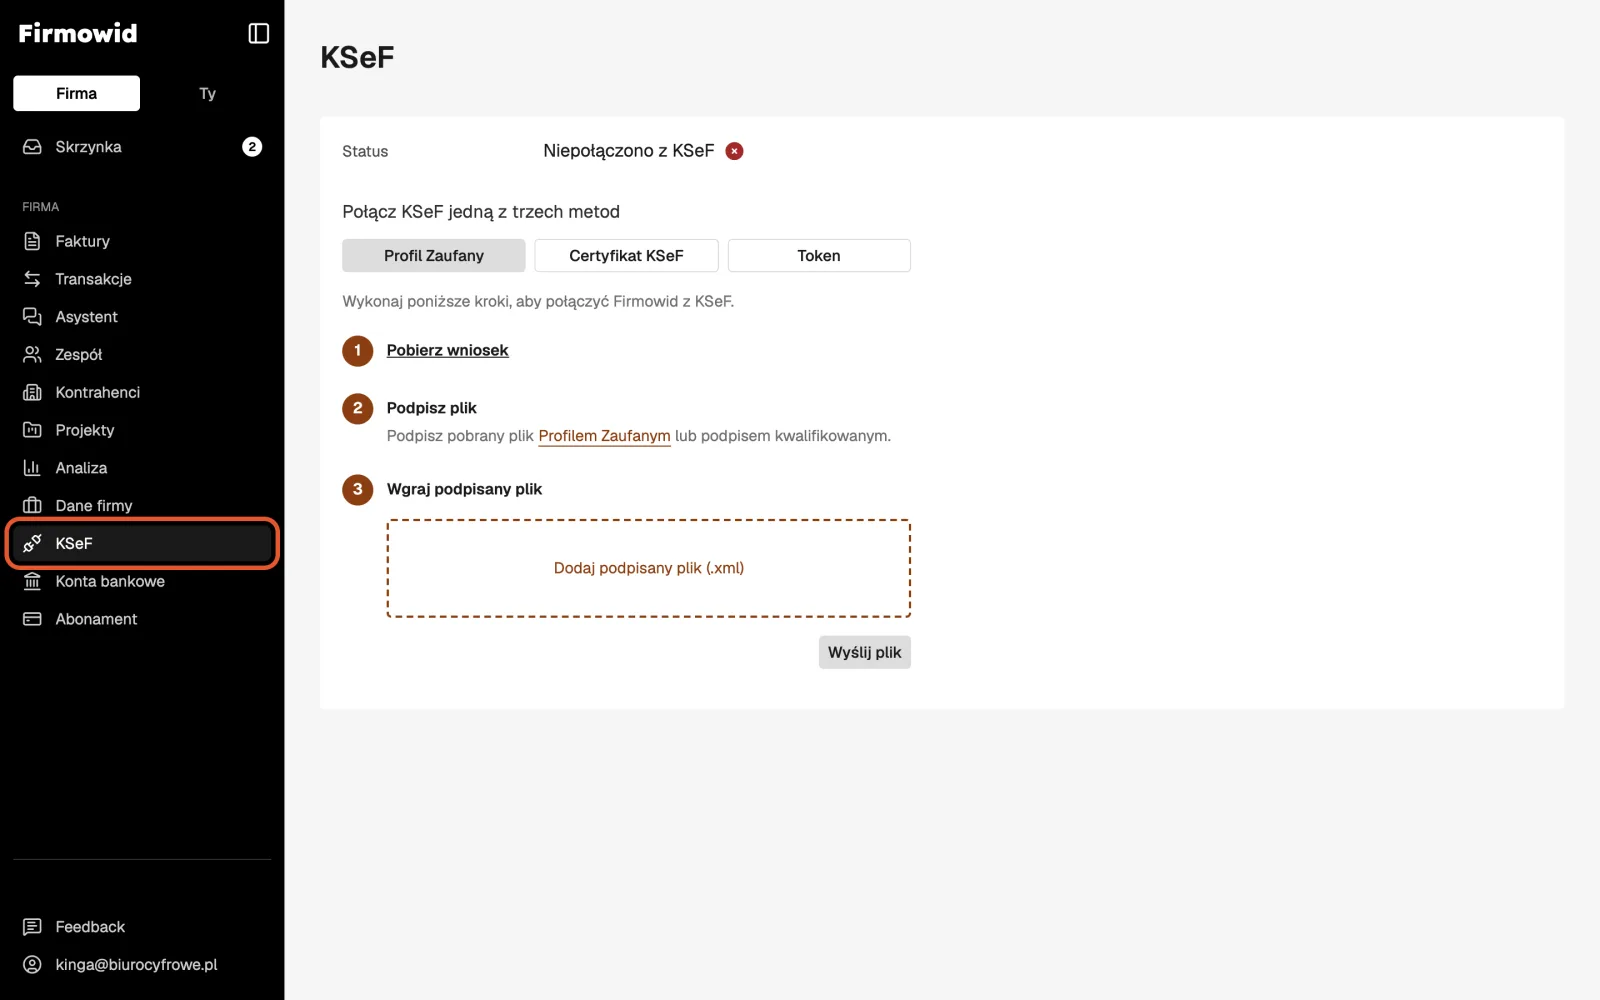 Firmowid
Firma
Ty
Skrzynka
2
FIRMA
Faktury
Transakcje
Asystent
Zespół
Kontrahenci
Projekty
Analiza
Dane firmy
KSeF
Konta bankowe
Abonament
Feedback
kinga@biurocyfrowe.pl
KSeF
Status
Niepołączono z KSeF
Połącz KSeF jedną z trzech metod
Profil Zaufany
Certyfikat KSeF
Token
Wykonaj poniższe kroki, aby połączyć Firmowid z KSeF.
1 Pobierz wniosek
2 Podpisz plik
Podpisz pobrany plik Profilem Zaufanym lub podpisem kwalifikowanym.
3 Wgraj podpisany plik
Dodaj podpisany plik (.xml)
Wyślij plik